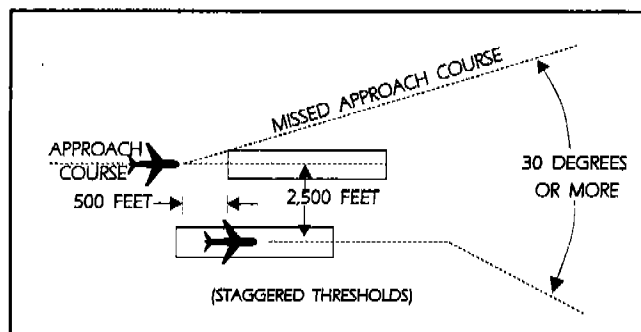 MISSED APPROACH COURSE
APPROACH
COURSE
30 DEGREES
OR MORE
500 FEET
2,500 FEET
(STAGGERED THRESHOLDS)